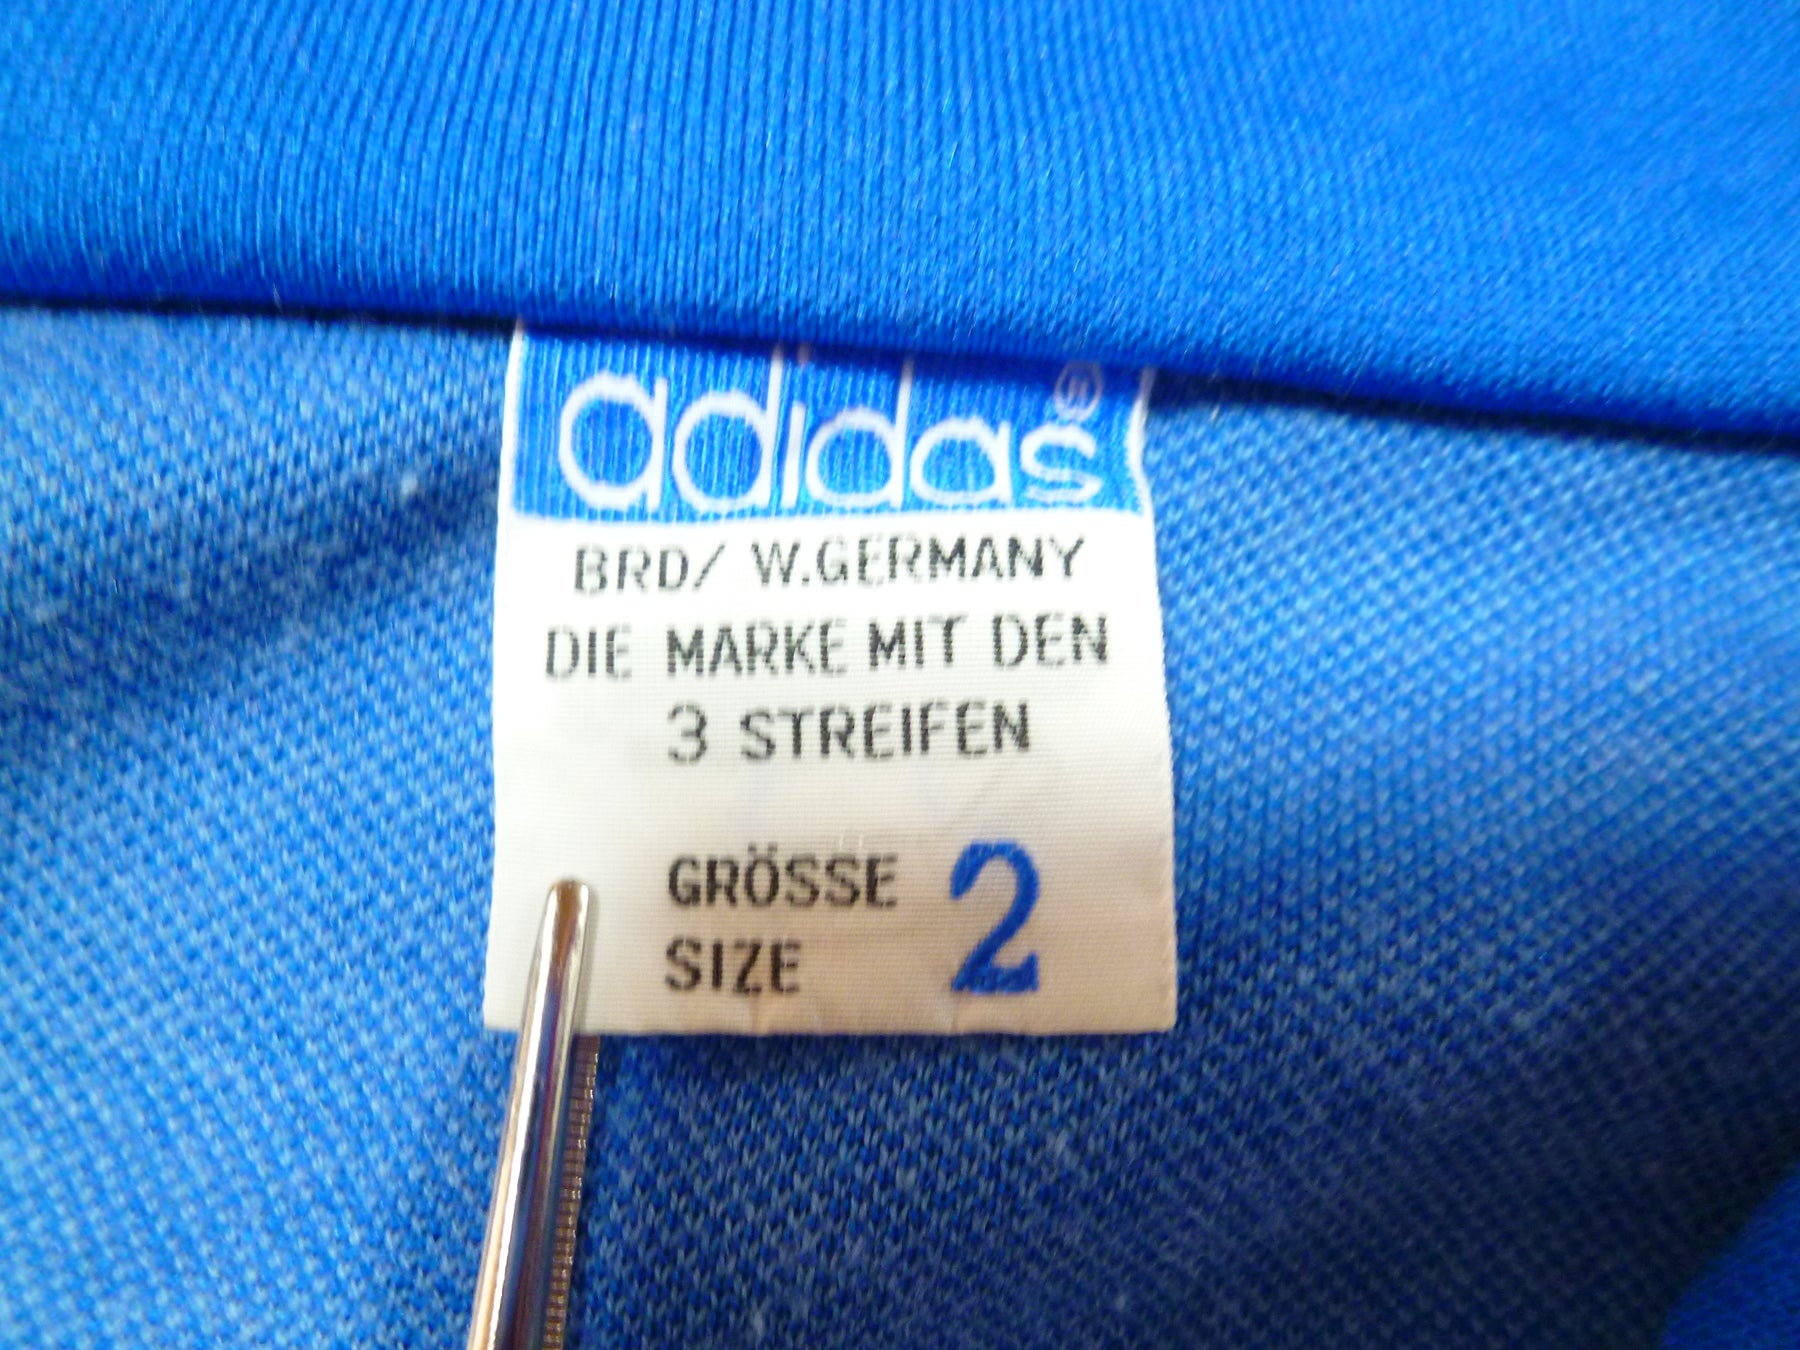 adidas®
BRD/ W.GERMANY
DIE MARKE MIT DEN
3 STREIFEN
GRÖSSE 2
SIZE